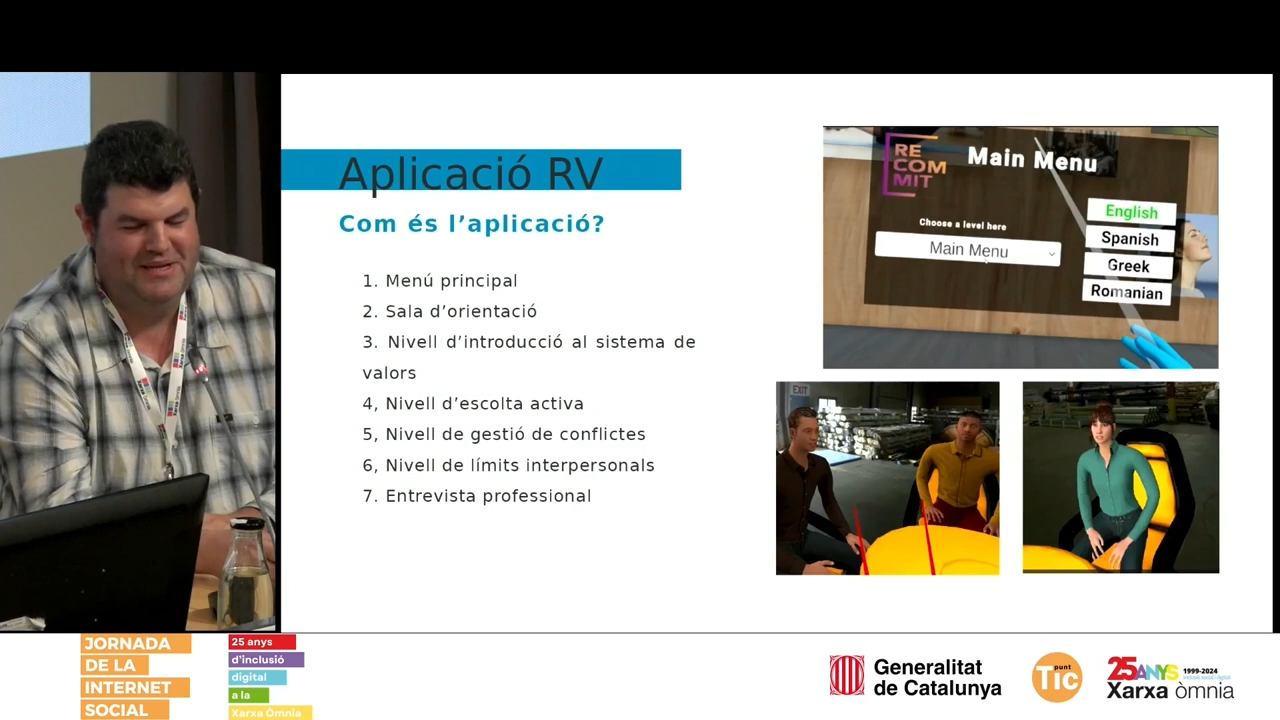 Aplicació RV
Com és l’aplicació?
1. Menú principal
2. Sala d’orientació
3. Nivell d’introducció al sistema de
valors
4, Nivell d’escolta activa
5, Nivell de gestió de conflictes
6, Nivell de límits interpersonals
7. Entrevista professional
RE
COM
MIT
Main Menu
Choose a level here
Main Menu
English
Spanish
Greek
Romanian
EXIT
JORNADA
DE LA
INTERNET
SOCIAL
25 anys
d’inclusió
digital
a la
Xarxa Òmnia
Generalitat
de Catalunya
punt
Tic
25ANYS 1999-2024
Xarxa òmnia